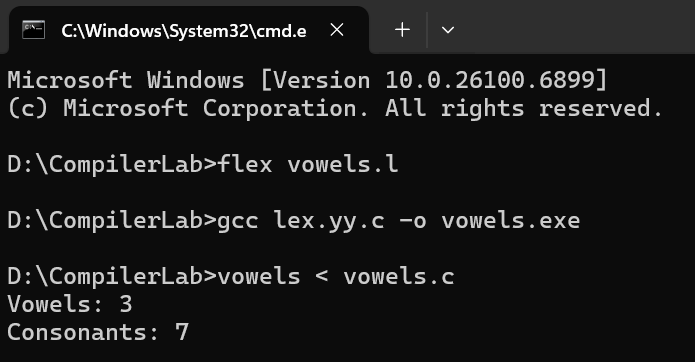 C:\Windows\System32\cmd.e
Microsoft Windows [Version 10.0.26100.6899]
(c) Microsoft Corporation. All rights reserved.
D:\CompilerLab>flex vowels.l
D:\CompilerLab>gcc lex.yy.c -o vowels.exe
D:\CompilerLab>vowels < vowels.c
Vowels: 3
Consonants: 7